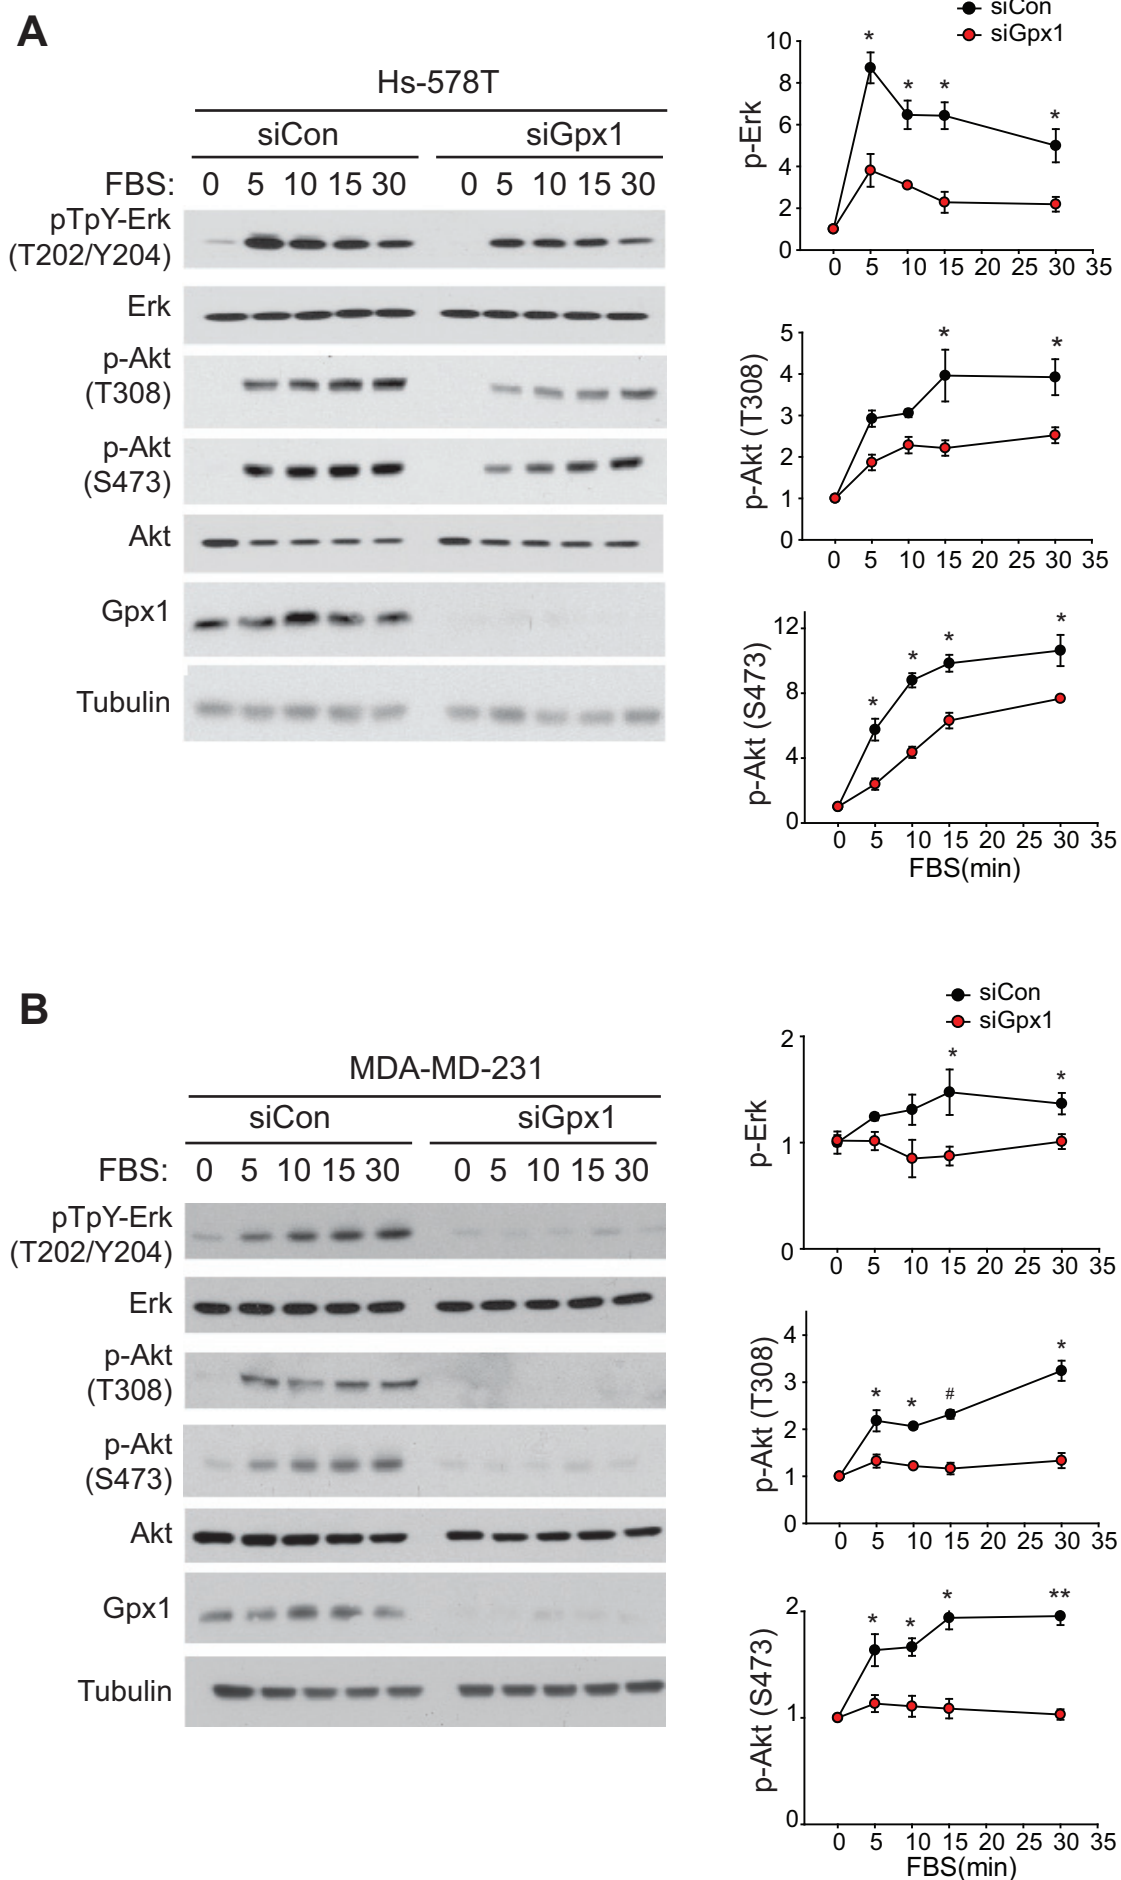 A
Hs-578T
siCon siGpx1
FBS: 0 5 10 15 30 0 5 10 15 30
pTpY-Erk
(T202/Y204)
Erk
p-Akt
(T308)
p-Akt
(S473)
Akt
Gpx1
Tubulin
siCon
siGpx1
p-Erk
10
8
6
4
2
0
* * * *
0 5 10 15 20 25 30 35
p-Akt (T308)
5
4
3
2
1
0
* *
0 5 10 15 20 25 30 35
p-Akt (S473)
12
8
4
0
* * * *
0 5 10 15 20 25 30 35
FBS(min)
B
MDA-MD-231
siCon siGpx1
FBS: 0 5 10 15 30 0 5 10 15 30
pTpY-Erk
(T202/Y204)
Erk
p-Akt
(T308)
p-Akt
(S473)
Akt
Gpx1
Tubulin
siCon
siGpx1
p-Erk
2
1
0
* *
0 5 10 15 20 25 30 35
p-Akt (T308)
4
3
2
1
0
* * # *
0 5 10 15 20 25 30 35
p-Akt (S473)
2
1
0
* * * **
0 5 10 15 20 25 30 35
FBS(min)